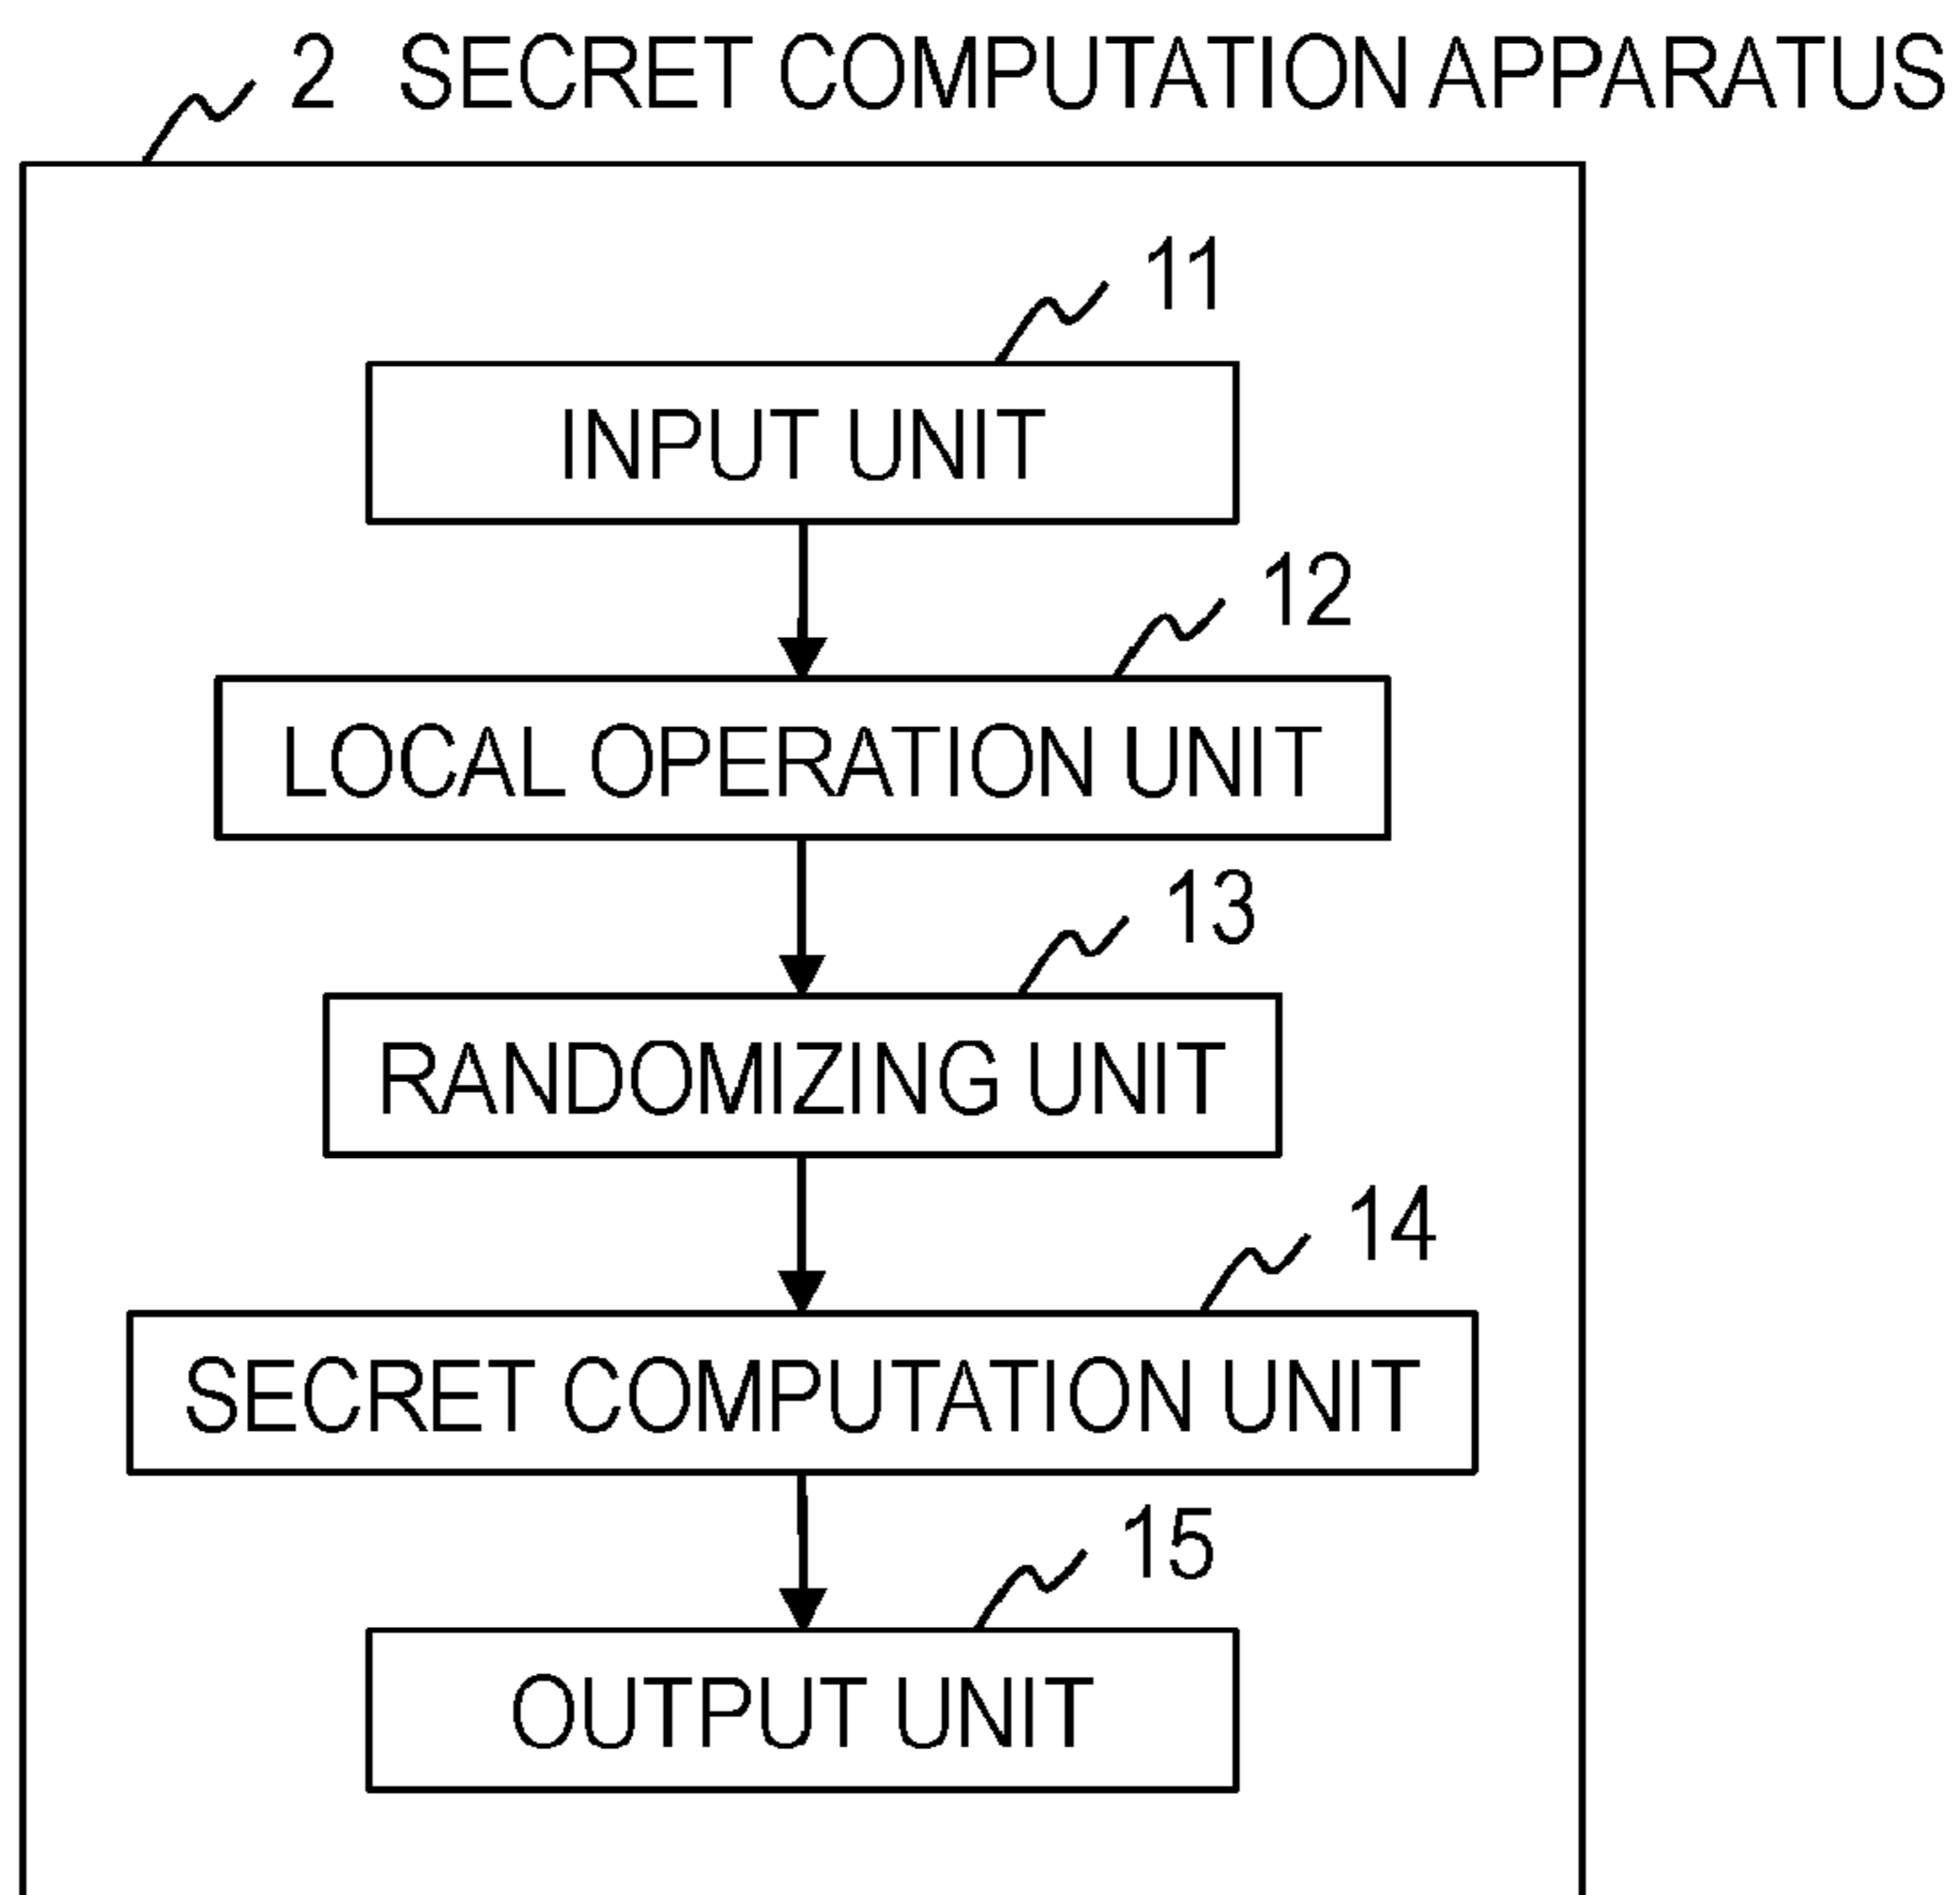 2 SECRET COMPUTATION APPARATUS
11
INPUT UNIT
12
LOCAL OPERATION UNIT
13
RANDOMIZING UNIT
14
SECRET COMPUTATION UNIT
15
OUTPUT UNIT